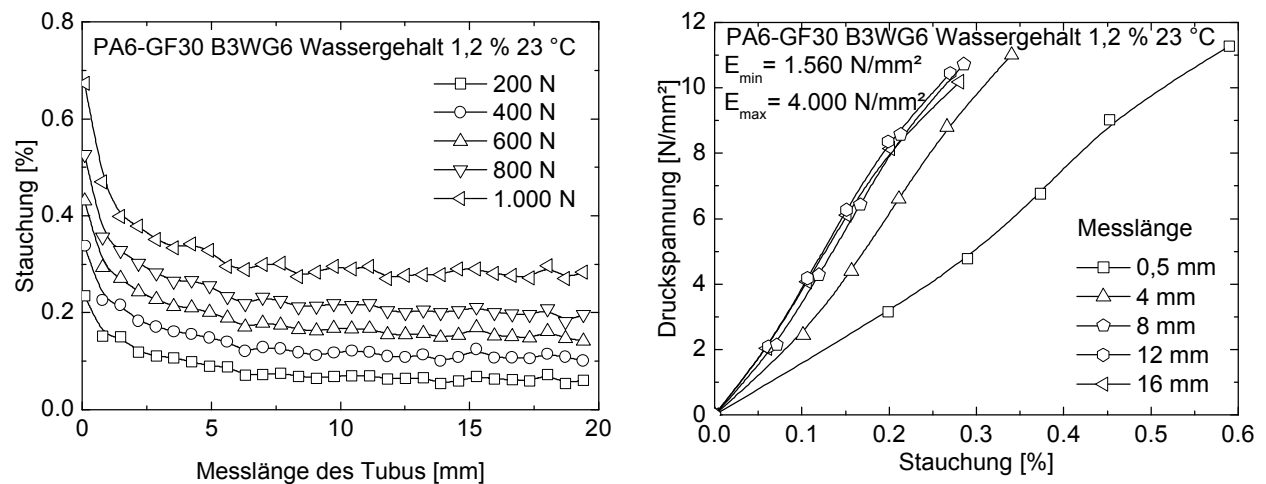 PA6-GF30 B3WG6 Wassergehalt 1,2 % 23 °C
200 N
400 N
600 N
800 N
1.000 N
Stauchung [%]
0.8
0.6
0.4
0.2
0.0
0
5
10
15
20
Messlänge des Tubus [mm]
PA6-GF30 B3WG6 Wassergehalt 1,2 % 23 °C
E min = 1.560 N/mm²
E max = 4.000 N/mm²
Druckspannung [N/mm²]
12
10
8
6
4
2
0
Messlänge
0,5 mm
4 mm
8 mm
12 mm
16 mm
0.0
0.1
0.2
0.3
0.4
0.5
0.6
Stauchung [%]